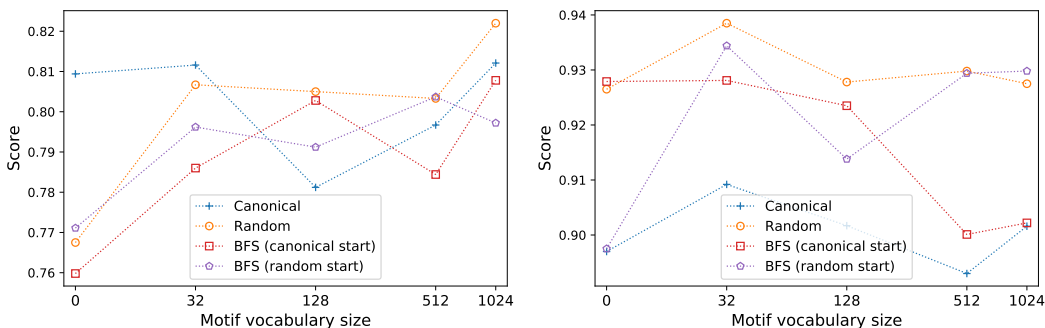 0.82
0.81
0.80
0.79
0.78
0.77
0.76
Score
Canonical
Random
BFS (canonical start)
BFS (random start)
0
32
128
512
1024
Motif vocabulary size
0.94
0.93
0.92
0.91
0.90
Score
Canonical
Random
BFS (canonical start)
BFS (random start)
0
32
128
512
1024
Motif vocabulary size